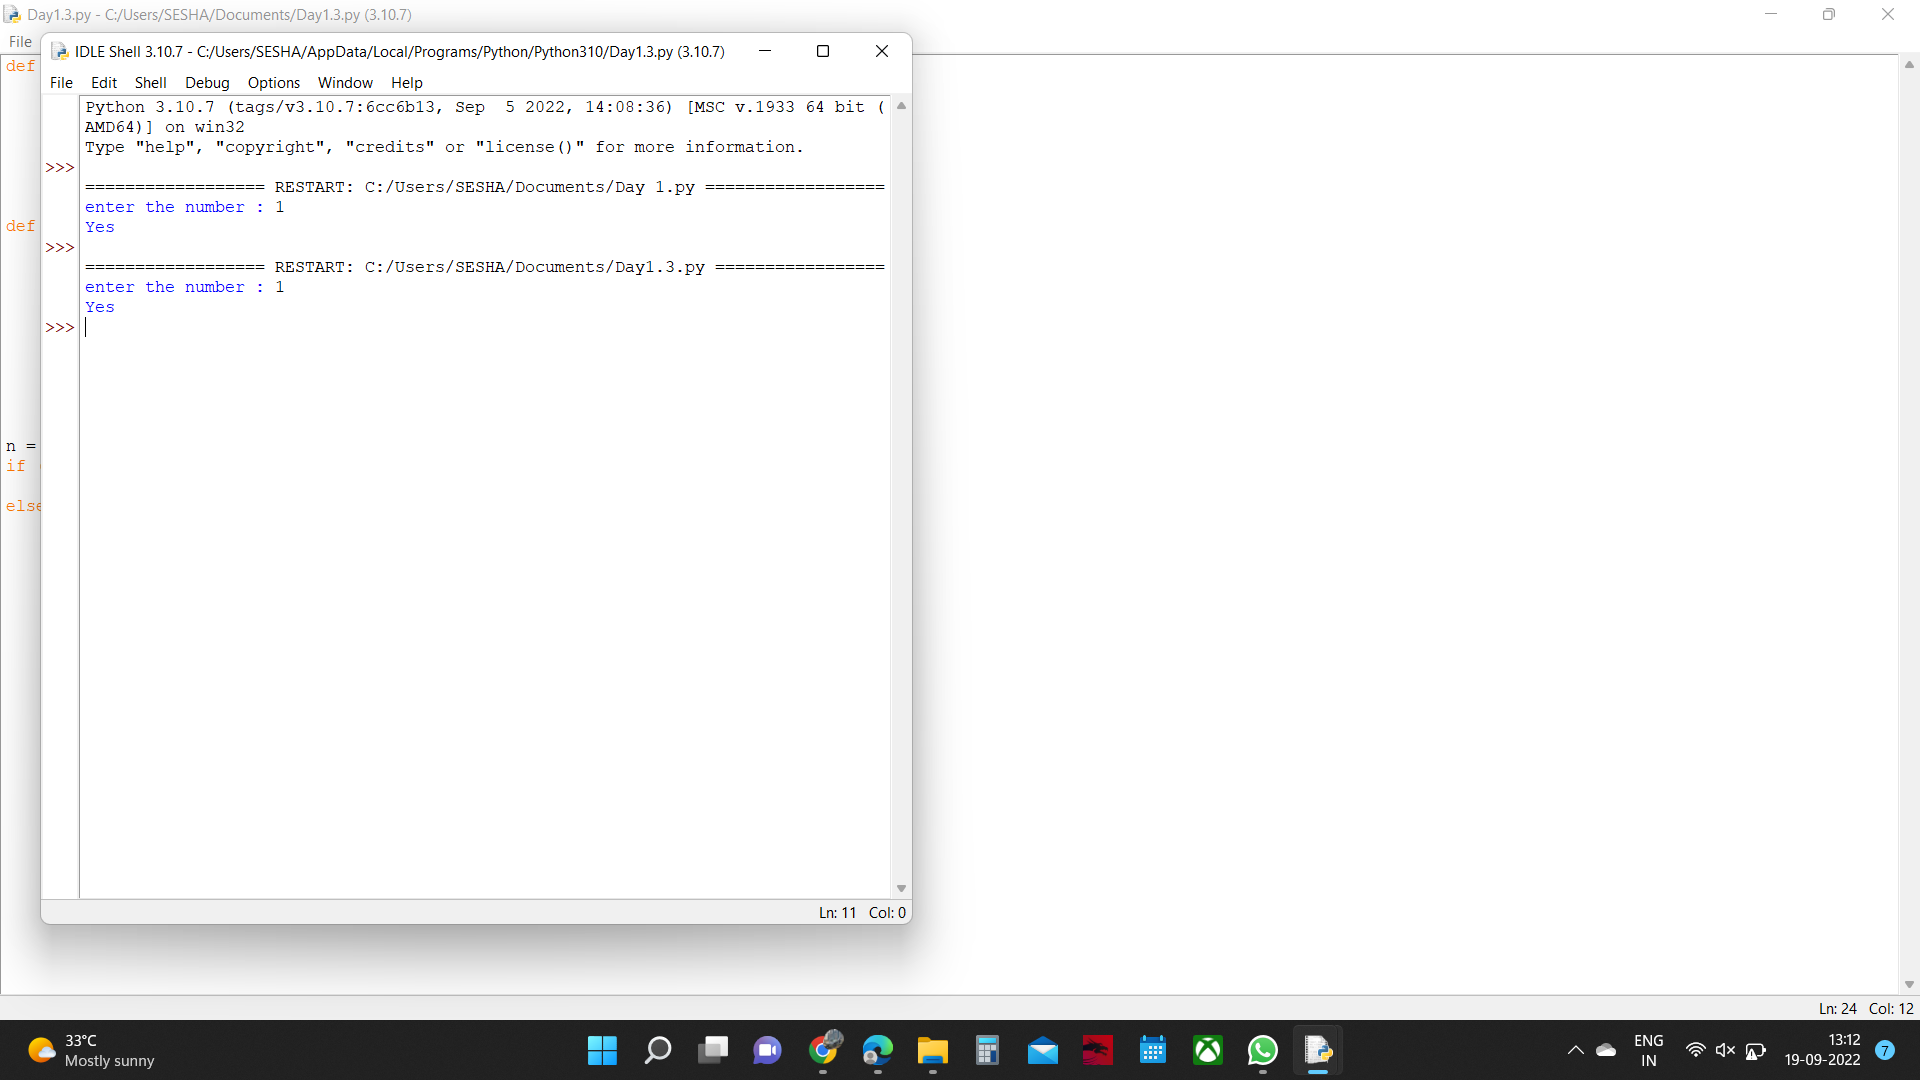 Day1.3.py - C:/Users/SESHA/Documents/Day1.3.py (3.10.7)
File
IDLE Shell 3.10.7 - C:/Users/SESHA/AppData/Local/Programs/Python/Python310/Day1.3.py (3.10.7)
File Edit Shell Debug Options Window Help
def
Python 3.10.7 (tags/v3.10.7:6cc6b13, Sep  5 2022, 14:08:36) [MSC v.1933 64 bit (
AMD64)] on win32
Type "help", "copyright", "credits" or "license()" for more information.
>>>
================== RESTART: C:/Users/SESHA/Documents/Day 1.py ==================
enter the number : 1
def
Yes
>>>
================== RESTART: C:/Users/SESHA/Documents/Day1.3.py =================
enter the number : 1
Yes
>>>
n =
if
else
Ln: 11 Col: 0
Ln: 24 Col: 12
33°C
Mostly sunny
ENG
IN
13:12
19-09-2022
7